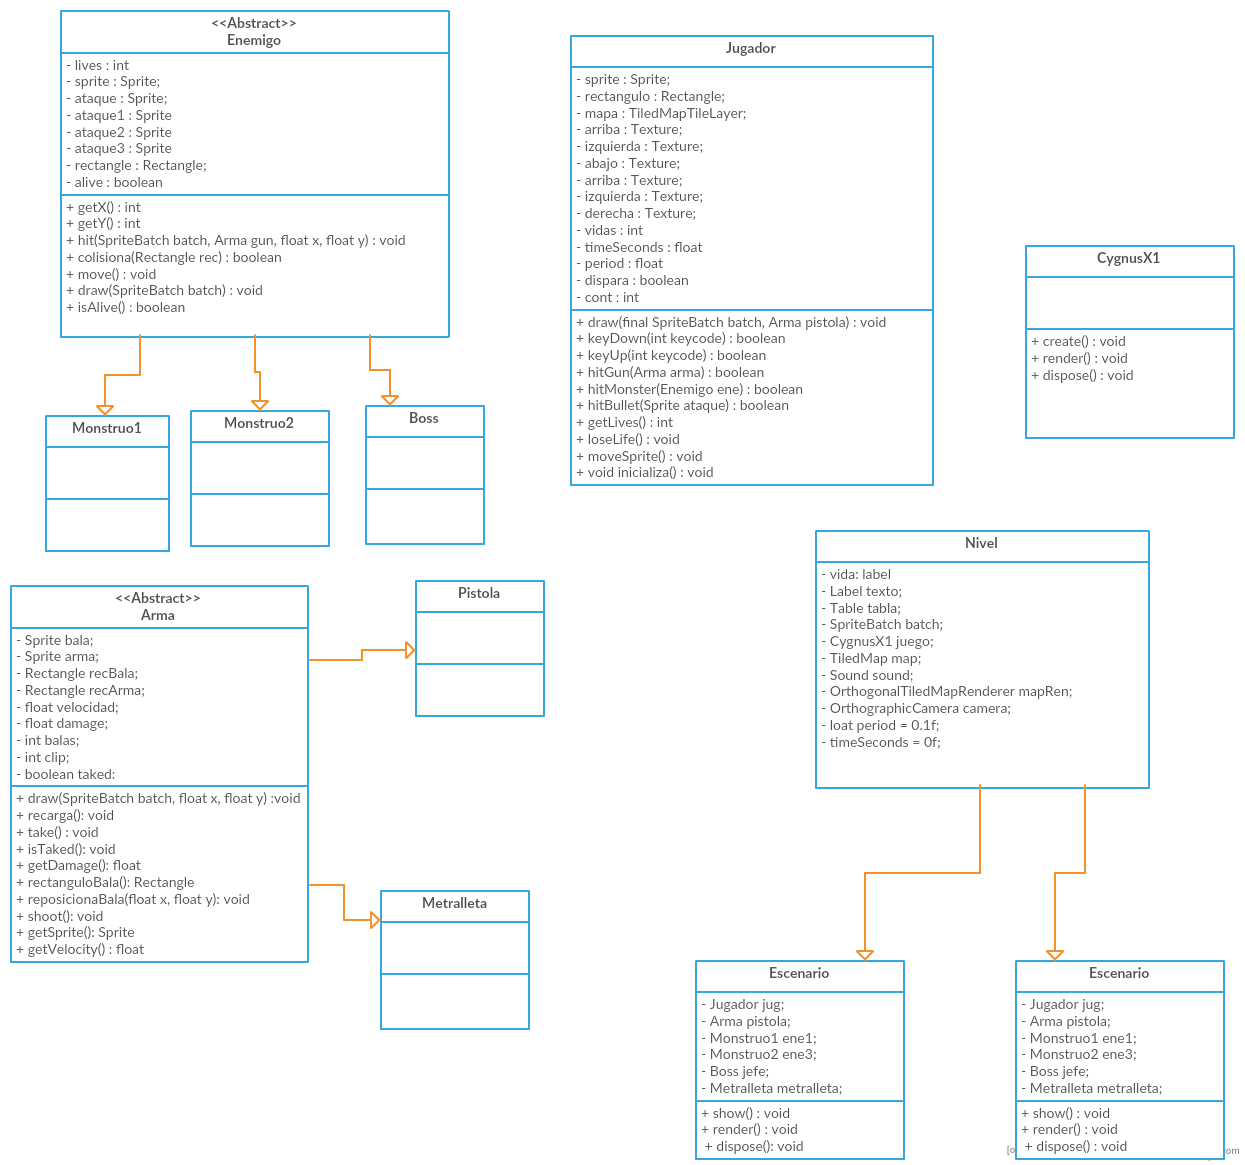 <<Abstract>>
Enemigo
- lives : int
- sprite : Sprite;
- ataque : Sprite;
- ataque1 : Sprite
- ataque2 : Sprite
- ataque3 : Sprite
- rectangle : Rectangle;
- alive : boolean
+ getX() : int
+ getY() : int
+ hit(SpriteBatch batch, Arma gun, float x, float y) : void
+ colisiona(Rectangle rec) : boolean
+ move() : void
+ draw(SpriteBatch batch) : void
+ isAlive() : boolean
Jugador
- sprite : Sprite;
- rectangulo : Rectangle;
- mapa : TiledMapTileLayer;
- arriba : Texture;
- izquierda : Texture;
- abajo : Texture;
- arriba : Texture;
- izquierda : Texture;
- derecha : Texture;
- vidas : int
- timeSeconds : float
- period : float
- dispara : boolean
- cont : int
+ draw(final SpriteBatch batch, Arma pistola) : void
+ keyDown(int keycode) : boolean
+ keyUp(int keycode) : boolean
+ hitGun(Arma arma) : boolean
+ hitMonster(Enemigo ene) : boolean
+ hitBullet(Sprite ataque) : boolean
+ getLives() : int
+ loseLife() : void
+ moveSprite() : void
+ void inicializa() : void
CygnusX1
+ create() : void
+ render() : void
+ dispose() : void
Monstruo1
Monstruo2
Boss
<<Abstract>>
Arma
- Sprite bala;
- Sprite arma;
- Rectangle recBala;
- Rectangle recArma;
- float velocidad;
- float damage;
- int balas;
- int clip;
- boolean taked:
+ draw(SpriteBatch batch, float x, float y) :void
+ recarga(): void
+ take() : void
+ isTaked(): void
+ getDamage(): float
+ rectanguloBala(): Rectangle
+ reposicionaBala(float x, float y): void
+ shoot(): void
+ getSprite(): Sprite
+ getVelocity() : float
Pistola
Metralleta
Nivel
- vida: label
- Label texto;
- Table tabla;
- SpriteBatch batch;
- CygnusX1 juego;
- TiledMap map;
- Sound sound;
- OrthogonalTiledMapRenderer mapRen;
- OrthographicCamera camera;
- loat period = 0.1f;
- timeSeconds = 0f;
Escenario
- Jugador jug;
- Arma pistola;
- Monstruo1 ene1;
- Monstruo2 ene3;
- Boss jefe;
- Metralleta metralleta;
+ show() : void
+ render() : void
+ dispose(): void
Escenario
- Jugador jug;
- Arma pistola;
- Monstruo1 ene1;
- Monstruo2 ene3;
- Boss jefe;
- Metralleta metralleta;
+ show() : void
+ render() : void
+ dispose() : void